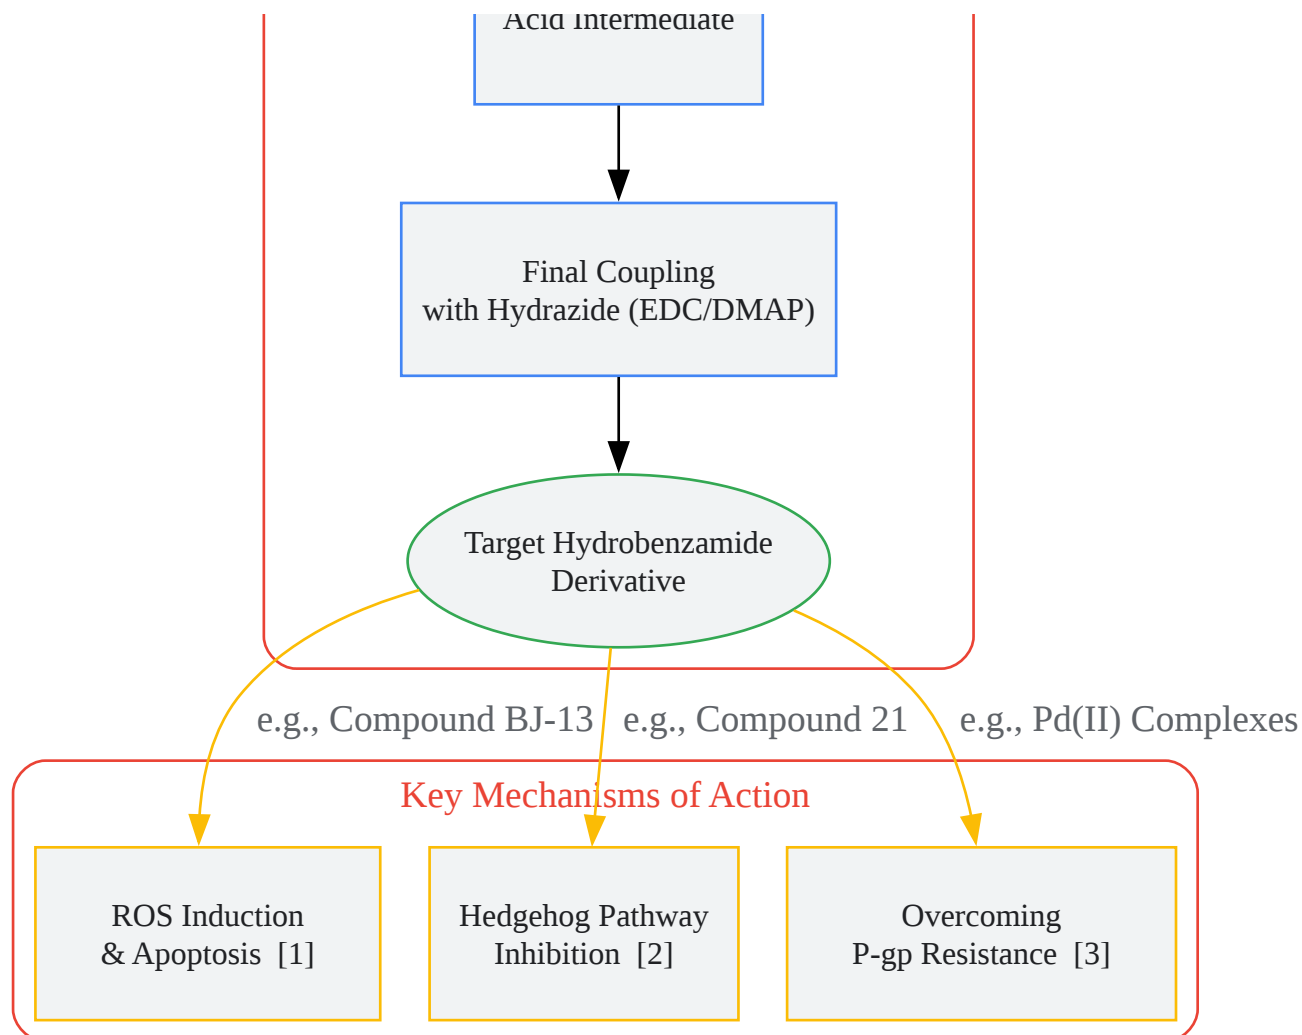 Acid Intermediate
Final Coupling
with Hydrazide (EDC/DMAP)
Target Hydrobenzamide
Derivative
e.g., Compound BJ-13
e.g., Compound 21
e.g., Pd(II) Complexes
Key Mechanisms of Action
ROS Induction
& Apoptosis [1]
Hedgehog Pathway
Inhibition [2]
Overcoming
P-gp Resistance [3]